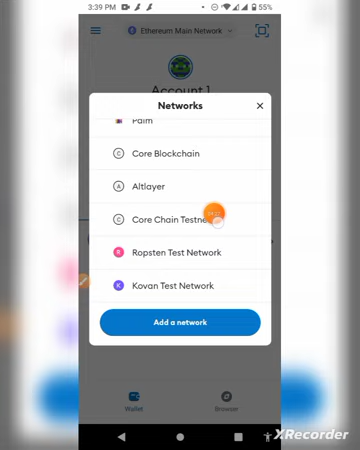 3:39 PM
55%
Ethereum Main Network
Account 1
Networks
Palm
Core Blockchain
C
Altlayer
A
Core Chain Testne
C
Ropsten Test Network
R
Kovan Test Network
K
Add a network
Wallet
Browser
XRecorder